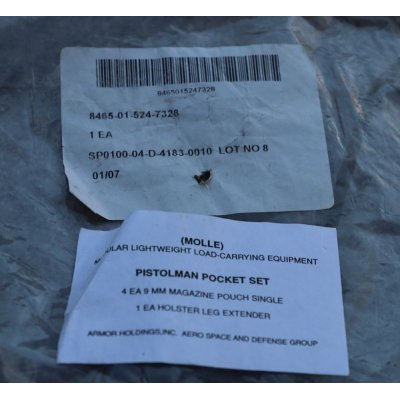 8465015247328
8465-01-524-7328
1 EA
SP0100-04-D-4183-0010 LOT NO 8
01/07
(MOLLE)
ULAR LIGHTWEIGHT LOAD-CARRYING EQUIPMENT
PISTOLMAN POCKET SET
4 EA 9 MM MAGAZINE POUCH SINGLE
1 EA HOLSTER LEG EXTENDER
ARMOR HOLDINGS,INC. AERO SPACE AND DEFENSE GROUP